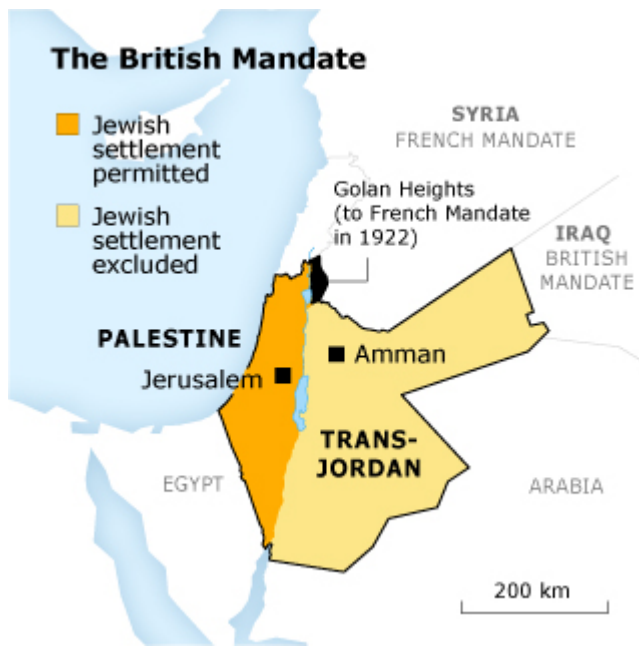 The British Mandate
Jewish
settlement
permitted
Jewish
settlement
excluded
SYRIA
FRENCH MANDATE
Golan Heights
(to French Mandate
in 1922)
IRAQ
BRITISH
MANDATE
PALESTINE
Jerusalem
Amman
TRANS-
JORDAN
EGYPT
ARABIA
200 km